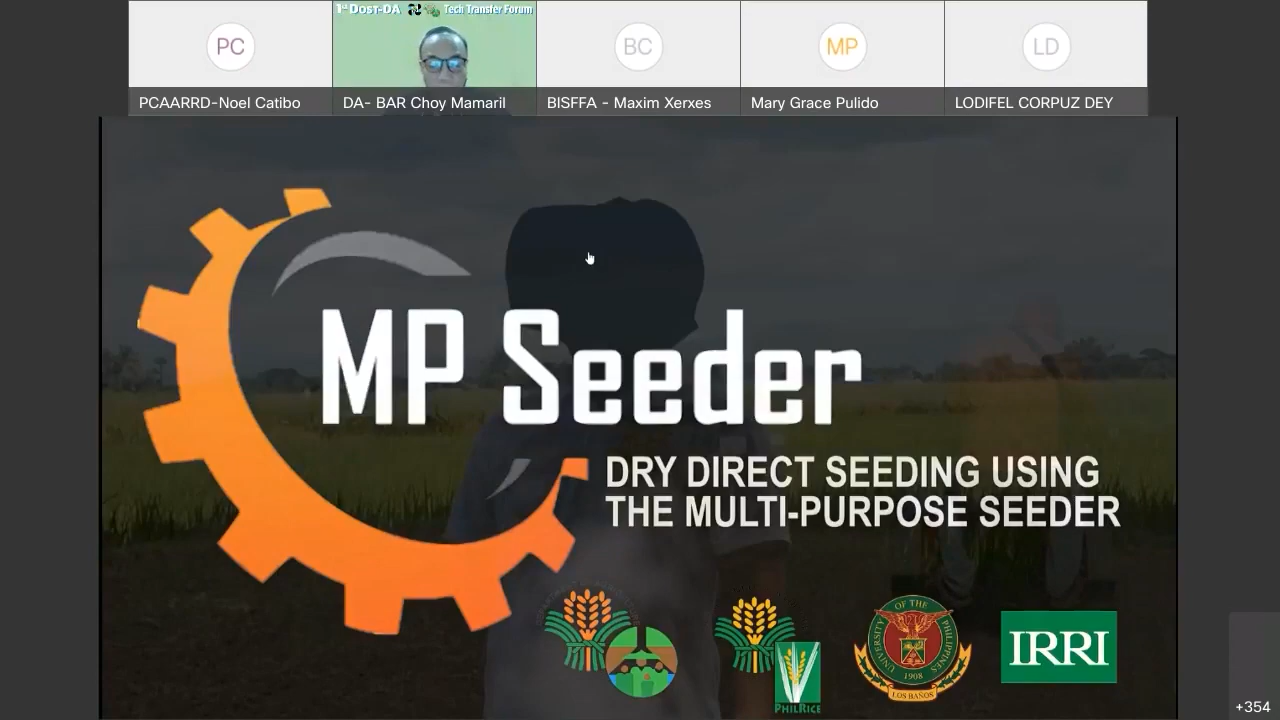 1st DOST-DA Tech Transfer Forum
PC
BC
MP
LD
PCAARRD-Noel Catibo
DA- BAR Choy Mamaril
BISFFA - Maxim Xerxes
Mary Grace Pulido
LODIFEL CORPUZ DEY
MP Seeder
DRY DIRECT SEEDING USING
THE MULTI-PURPOSE SEEDER
UNIVERSITY OF THE PHILIPPINES
1908
LOS BAÑOS
PHILRICE
IRRI
+354